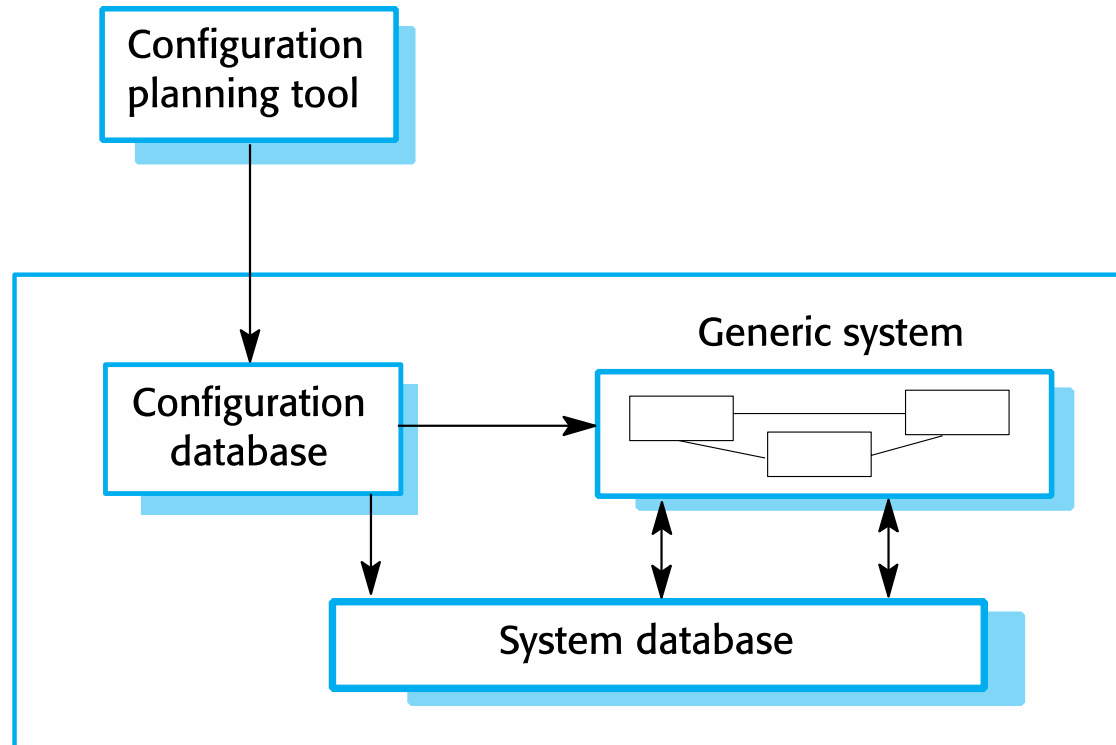 Configuration
planning tool
Generic system
Configuration
database
System database